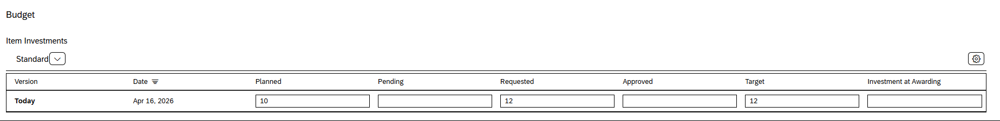 Budget
Item Investments
Standard
Version Date Planned Pending Requested Approved Target Investment at Awarding
Today Apr 16, 2026 10 12 12